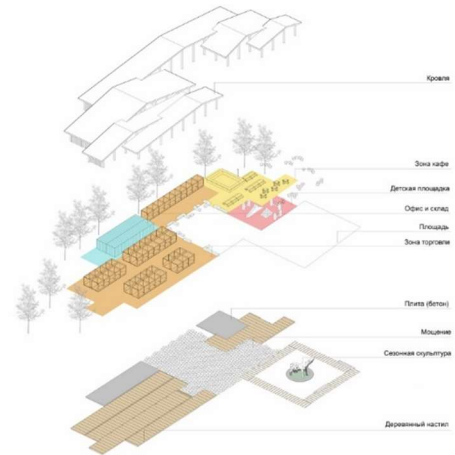 Кровля
Зона кафе
Детская площадка
Офис и склад
Площадь
Зона торговли
Плита (бетон)
Мощение
Сезонная скульптура
Деревянный настил